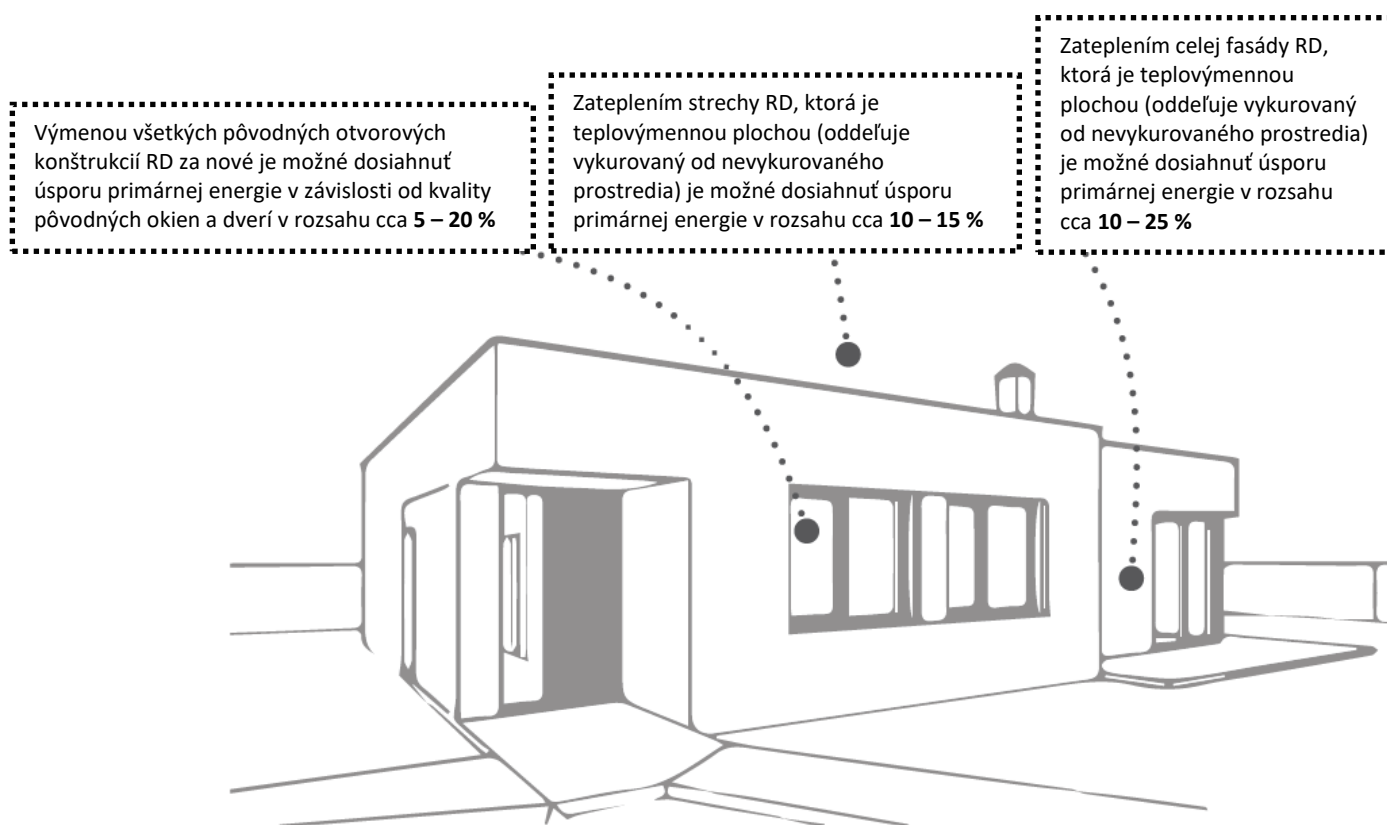 Výmenou všetkých pôvodných otvorových
konštrukcií RD za nové je možné dosiahnuť
úsporu primárnej energie v závislosti od kvality
pôvodných okien a dverí v rozsahu cca 5 – 20 %
Zateplením strechy RD, ktorá je
teplovýmennou plochou (oddeľuje
vykurovaný od nevykurovaného
prostredia) je možné dosiahnuť úsporu
primárnej energie v rozsahu cca 10 – 15 %
Zateplením celej fasády RD,
ktorá je teplovýmennou
plochou (oddeľuje vykurovaný
od nevykurovaného prostredia)
je možné dosiahnuť úsporu
primárnej energie v rozsahu
cca 10 – 25 %